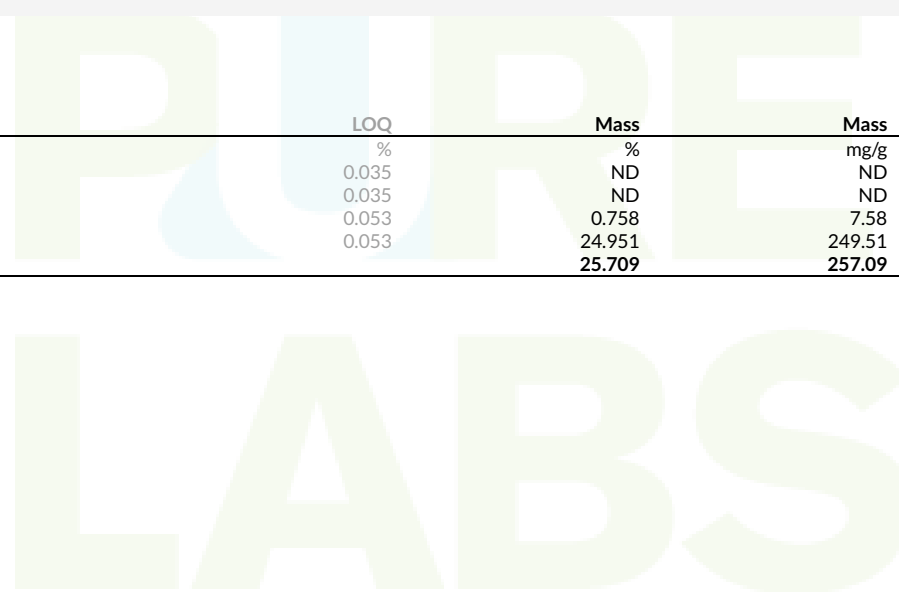 PURE
LOQ Mass Mass
% % mg/g
0.035 ND ND
0.035 ND ND
0.053 0.758 7.58
0.053 24.951 249.51
25.709 257.09
LABS